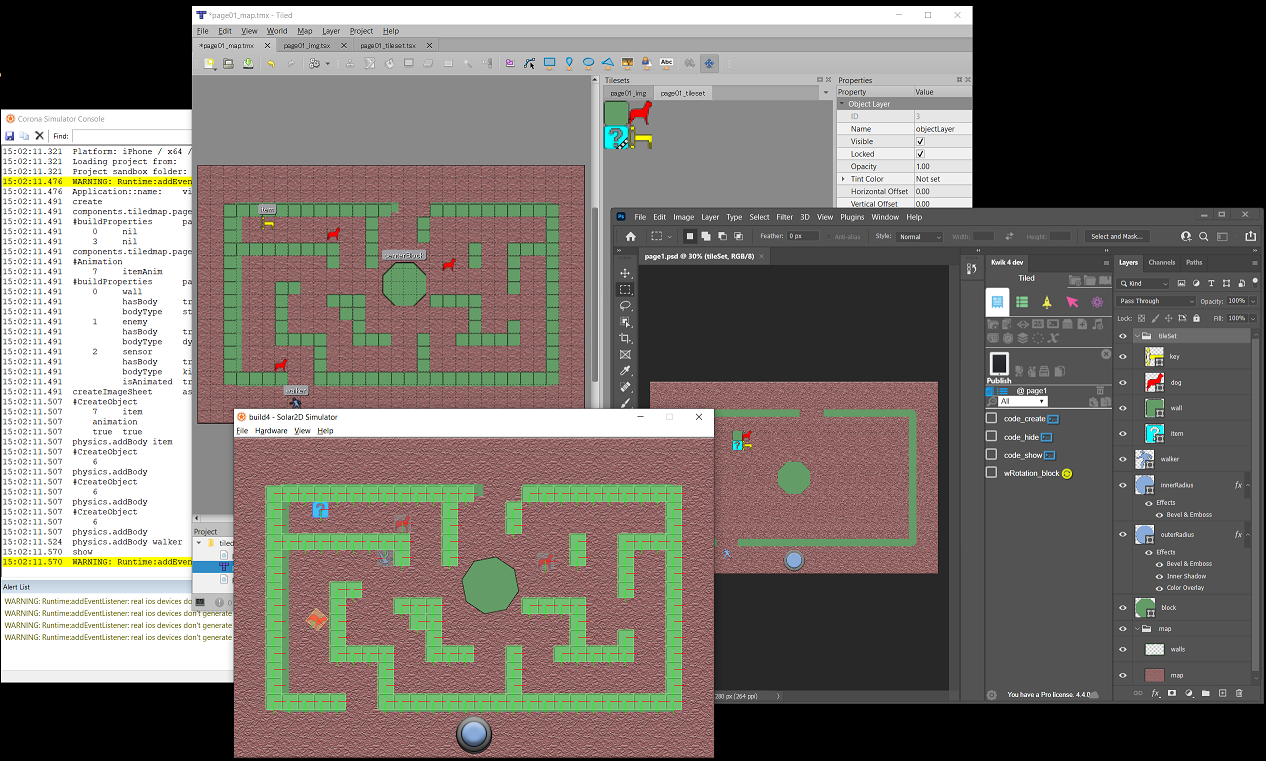 *page01_map.tmx - Tiled
File Edit View World Map Layer Project Help
*page01_map.tmx page01_img.tsx page01_tileset.tsx
Abc
Tilesets
page01_img page01_tileset
Properties
Property Value
Object Layer
ID 3
Name objectLayer
Visible
Locked
Opacity 1.00
Tint Color Not set
Horizontal Offset 0.00
Vertical Offset 0.00
item
walker
Project
tiled
Corona Simulator Console
Find:
15:02:11.321 Platform: iPhone / x64 /
15:02:11.321 Loading project from:
15:02:11.321 Project sandbox folder:
15:02:11.476 WARNING: Runtime:addEven
15:02:11.476 Application::name: vi
15:02:11.491 create
15:02:11.491 components.tiledmap.page
15:02:11.491 #buildProperties pa
15:02:11.491 0 nil
15:02:11.491 3 nil
15:02:11.491 components.tiledmap.page
15:02:11.491 #Animation
15:02:11.491 7 itemAnim
15:02:11.491 #buildProperties pa
15:02:11.491 0 wall
15:02:11.491 hasBody tr
15:02:11.491 bodyType st
15:02:11.491 1 enemy
15:02:11.491 hasBody tr
15:02:11.491 bodyType dy
15:02:11.491 2 sensor
15:02:11.491 hasBody tr
15:02:11.491 bodyType ki
15:02:11.491 isAnimated tr
15:02:11.491 createImageSheet as
15:02:11.507 #CreateObject
15:02:11.507 7 item
15:02:11.507 animation
15:02:11.507 true true
15:02:11.507 physics.addBody item
15:02:11.507 #CreateObject
15:02:11.507 6
15:02:11.507 physics.addBody
15:02:11.507 #CreateObject
15:02:11.507 6
15:02:11.507 physics.addBody
15:02:11.507 #CreateObject
15:02:11.507 6
15:02:11.507 physics.addBody
15:02:11.524 physics.addBody walker
15:02:11.570 show
15:02:11.570 WARNING: Runtime:addEven
Alert List
WARNING: Runtime:addEventListener: real ios devices don't generate
WARNING: Runtime:addEventListener: real ios devices don't generate
WARNING: Runtime:addEventListener: real ios devices don't generate
WARNING: Runtime:addEventListener: real ios devices don't generate
build4 - Solar2D Simulator
File Hardware View Help
Ps File Edit Image Layer Type Select Filter 3D View Plugins Window Help
Feather: 0 px Anti-alias Style: Normal Width: Height: Select and Mask...
page1.psd @ 30% (tileSet, RGB/8)
280 px (264 ppi)
Kwik 4 dev
Tiled
Publish
@ page1
All
code_create
code_hide
code_show
wRotation_block
You have a Pro license. 4.4.0
Layers Channels Paths
Kind
Pass Through Opacity: 100%
Lock: Fill: 100%
tileSet
key
dog
wall
item
walker
innerRadius fx
Effects
Bevel & Emboss
outerRadius fx
Effects
Bevel & Emboss
Inner Shadow
Color Overlay
block
map
walls
map